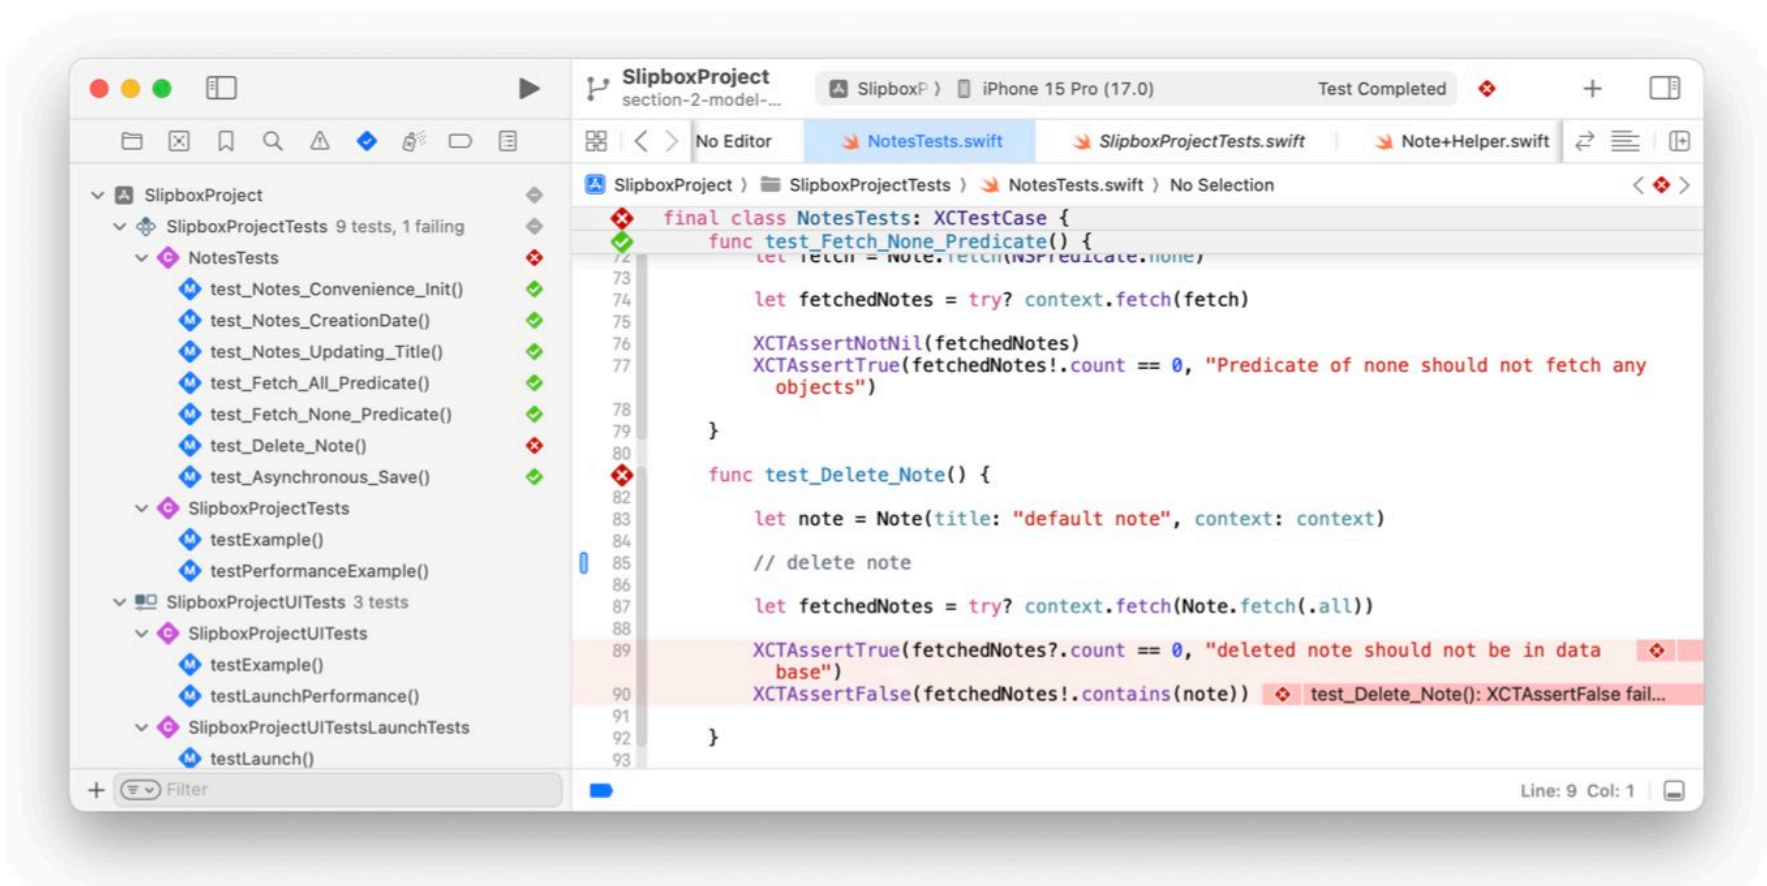 SlipboxProject
section-2-model-...
SlipboxP iPhone 15 Pro (17.0)
Test Completed
No Editor
NotesTests.swift
SlipboxProjectTests.swift
Note+Helper.swift
SlipboxProject
SlipboxProjectTests 9 tests, 1 failing
NotesTests
test_Notes_Convenience_Init()
test_Notes_CreationDate()
test_Notes_Updating_Title()
test_Fetch_All_Predicate()
test_Fetch_None_Predicate()
test_Delete_Note()
test_Asynchronous_Save()
SlipboxProjectTests
testExample()
testPerformanceExample()
SlipboxProjectUITests 3 tests
SlipboxProjectUITests
testExample()
testLaunchPerformance()
SlipboxProjectUITestsLaunchTests
testLaunch()
Filter
SlipboxProject 〉 SlipboxProjectTests 〉 NotesTests.swift 〉 No Selection
final class NotesTests: XCTestCase {
func test_Fetch_None_Predicate() {
72 let fetch = Note.fetch(NSPredicate.none)
73
74 let fetchedNotes = try? context.fetch(fetch)
75
76 XCTAssertNotNil(fetchedNotes)
77 XCTAssertTrue(fetchedNotes!.count == 0, "Predicate of none should not fetch any
objects")
78
79 }
80
func test_Delete_Note() {
82
83 let note = Note(title: "default note", context: context)
84
85 // delete note
86
87 let fetchedNotes = try? context.fetch(Note.fetch(.all))
88
89 XCTAssertTrue(fetchedNotes?.count == 0, "deleted note should not be in data
base")
90 XCTAssertFalse(fetchedNotes!.contains(note)) test_Delete_Note(): XCTAssertFalse fail...
91
92 }
93
Line: 9 Col: 1